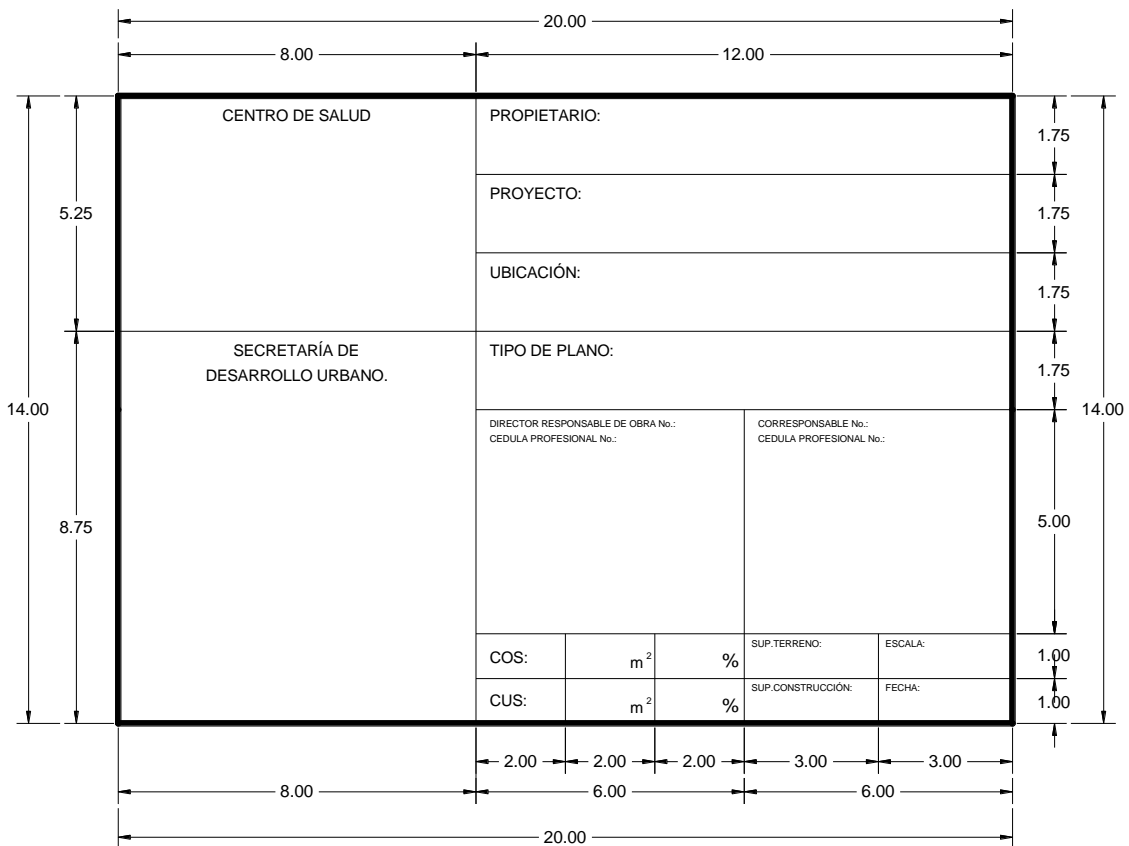 20.00
8.00
12.00
CENTRO DE SALUD
PROPIETARIO:
1.75
PROYECTO:
5.25
1.75
UBICACIÓN:
1.75
SECRETARÍA DE
DESARROLLO URBANO.
TIPO DE PLANO:
1.75
14.00
14.00
DIRECTOR RESPONSABLE DE OBRA No.:
CEDULA PROFESIONAL No.:
CORRESPONSABLE No.:
CEDULA PROFESIONAL No.:
8.75
5.00
COS:
m²
%
SUP.TERRENO:
ESCALA:
1.00
CUS:
m²
%
SUP.CONSTRUCCIÓN:
FECHA:
1.00
2.00
2.00
2.00
3.00
3.00
8.00
6.00
6.00
20.00